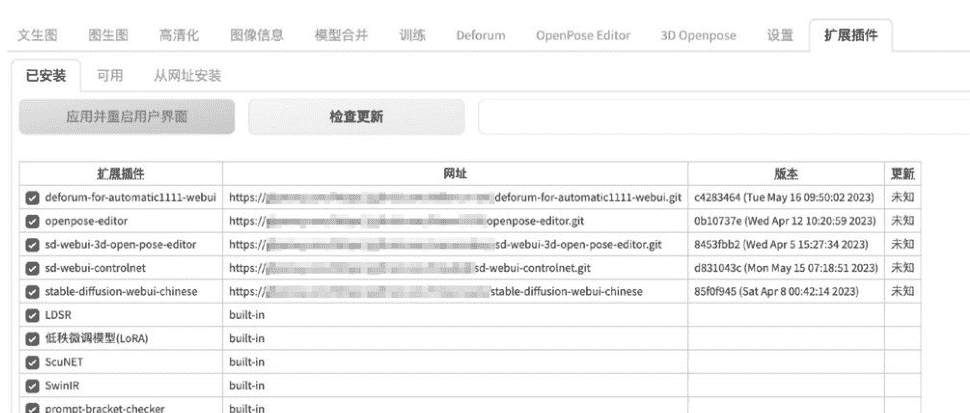 文生图 图生图 高清化 图像信息 模型合并 训练 Deforum OpenPose Editor 3D Openpose 设置 扩展插件
已安装 可用 从网址安装
应用并重启用户界面 检查更新
扩展插件 网址 版本 更新
deforum-for-automatic1111-webui https:// deforum-for-automatic1111-webui.git c4283464 (Tue May 16 09:50:02 2023) 未知
openpose-editor https:// openpose-editor.git 0b10737e (Wed Apr 12 10:20:59 2023) 未知
sd-webui-3d-open-pose-editor https:// sd-webui-3d-open-pose-editor.git 8453fbb2 (Wed Apr 5 15:27:34 2023) 未知
sd-webui-controlnet https:// sd-webui-controlnet.git d831043c (Mon May 15 07:18:51 2023) 未知
stable-diffusion-webui-chinese https:// stable-diffusion-webui-chinese 85f0f945 (Sat Apr 8 00:42:14 2023) 未知
LDSR built-in
低秩微调模型(LoRA) built-in
ScuNET built-in
SwinIR built-in
prompt-bracket-checker built-in